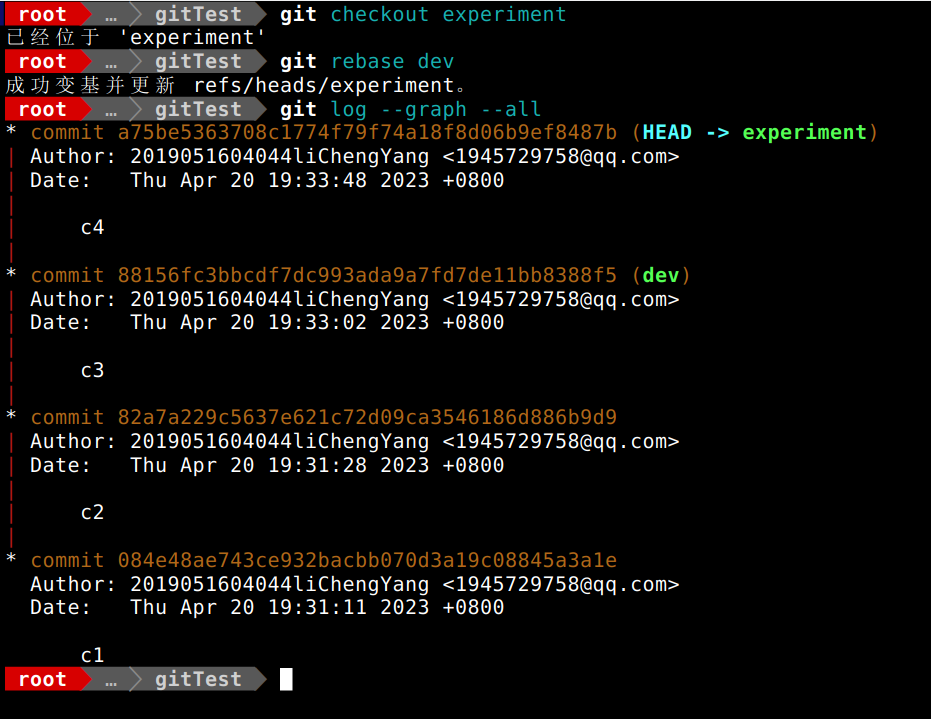 root … gitTest git checkout experiment
已经位于 'experiment'
root … gitTest git rebase dev
成功变基并更新 refs/heads/experiment。
root … gitTest git log --graph --all
* commit a75be5363708c1774f79f74a18f8d06b9ef8487b (HEAD -> experiment)
| Author: 2019051604044liChengYang <1945729758@qq.com>
| Date: Thu Apr 20 19:33:48 2023 +0800
|
| c4
|
* commit 88156fc3bbcdf7dc993ada9a7fd7de11bb8388f5 (dev)
| Author: 2019051604044liChengYang <1945729758@qq.com>
| Date: Thu Apr 20 19:33:02 2023 +0800
|
| c3
|
* commit 82a7a229c5637e621c72d09ca3546186d886b9d9
| Author: 2019051604044liChengYang <1945729758@qq.com>
| Date: Thu Apr 20 19:31:28 2023 +0800
|
| c2
|
* commit 084e48ae743ce932bacbb070d3a19c08845a3a1e
Author: 2019051604044liChengYang <1945729758@qq.com>
Date: Thu Apr 20 19:31:11 2023 +0800
c1
root … gitTest